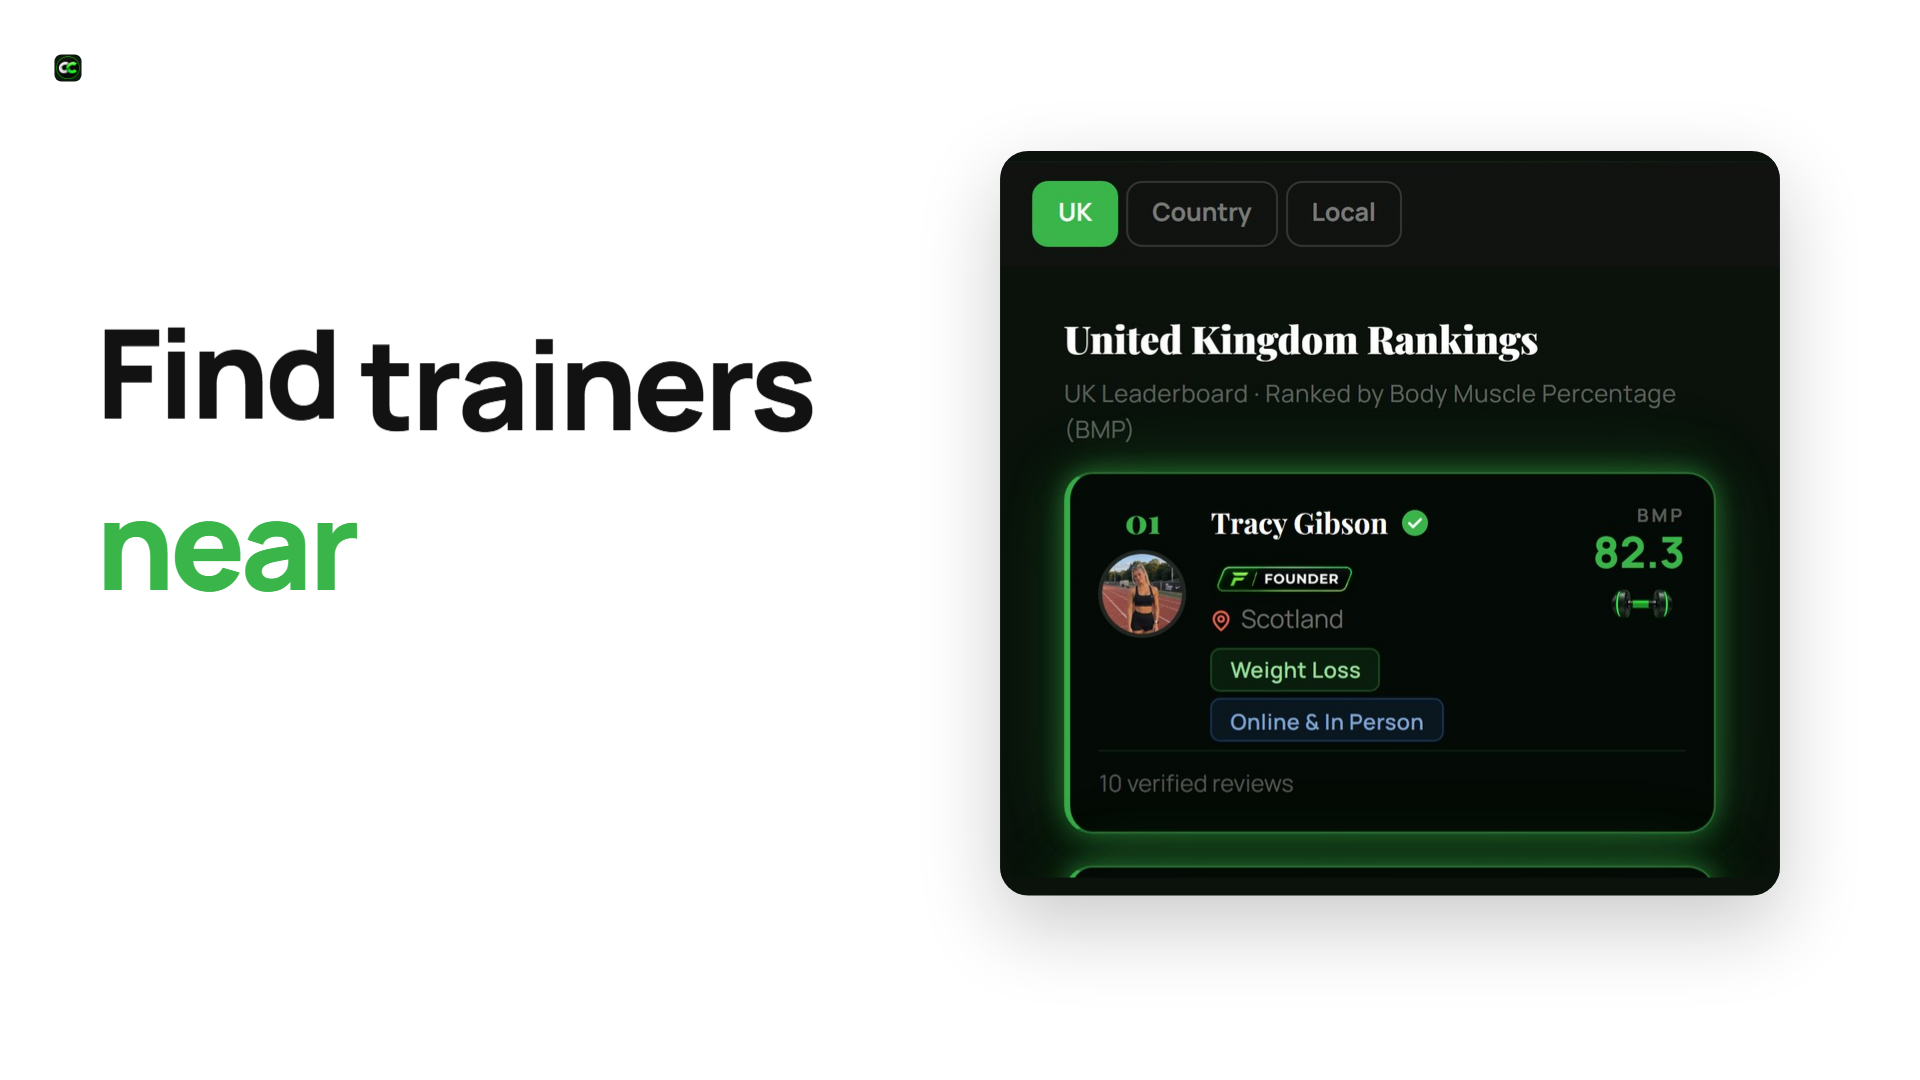 CC
Find trainers
near
UK
Country
Local
United Kingdom Rankings
UK Leaderboard · Ranked by Body Muscle Percentage
(BMP)
01
Tracy Gibson
BMP
82.3
F / FOUNDER
Scotland
Weight Loss
Online & In Person
10 verified reviews